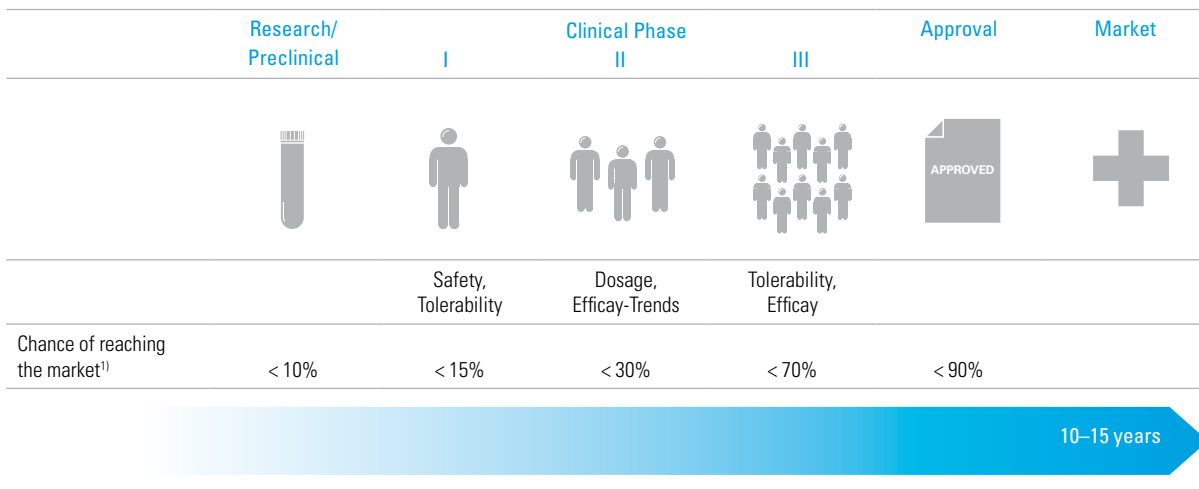 Research/
Preclinical
Clinical Phase
I
II
III
Approval
Market
APPROVED
Safety,
Tolerability
Dosage,
Efficay-Trends
Tolerability,
Efficay
Chance of reaching
the market¹⁾
< 10%
< 15%
< 30%
< 70%
< 90%
10–15 years